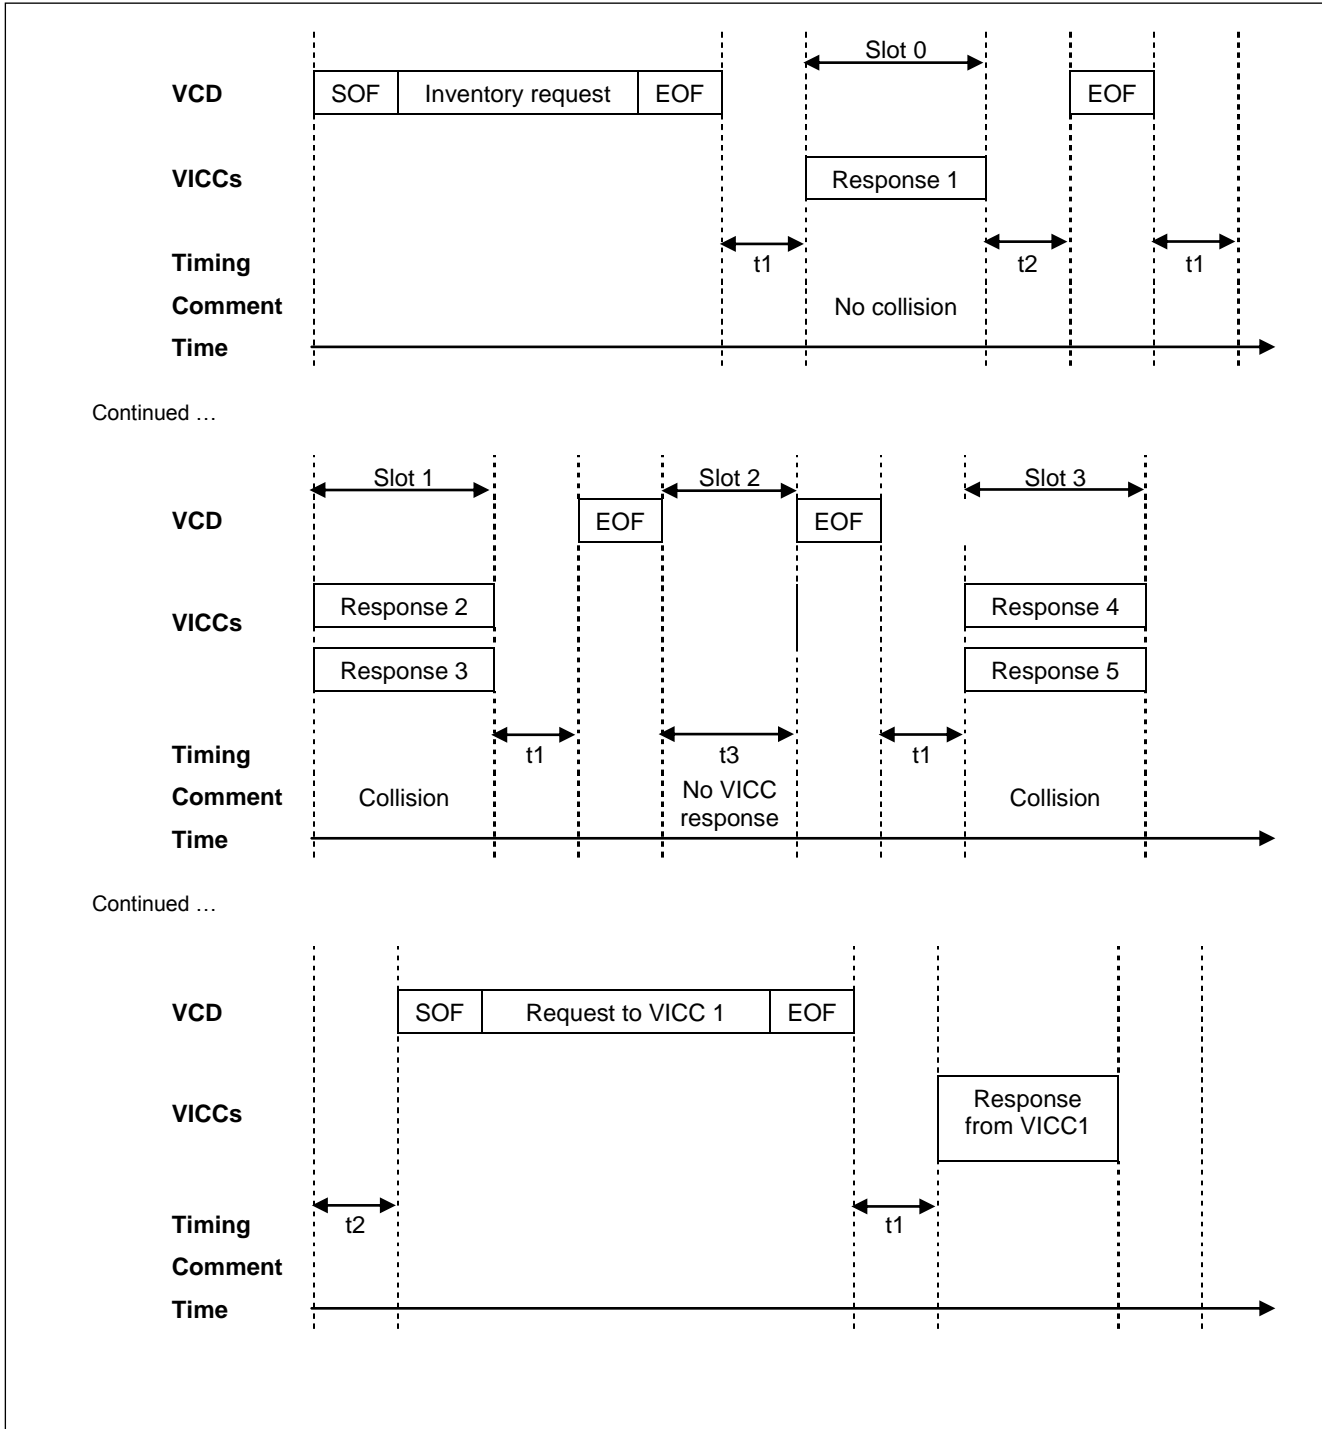 Slot 0
VCD SOF Inventory request EOF EOF
VICCs Response 1
Timing t1 t2 t1
Comment No collision
Time
Continued …
Slot 1 Slot 2 Slot 3
VCD EOF EOF
Response 2 Response 4
VICCs
Response 3 Response 5
Timing t1 t3 t1
Comment Collision No VICC response Collision
Time
Continued …
VCD SOF Request to VICC 1 EOF
VICCs Response from VICC1
Timing t2 t1
Comment
Time